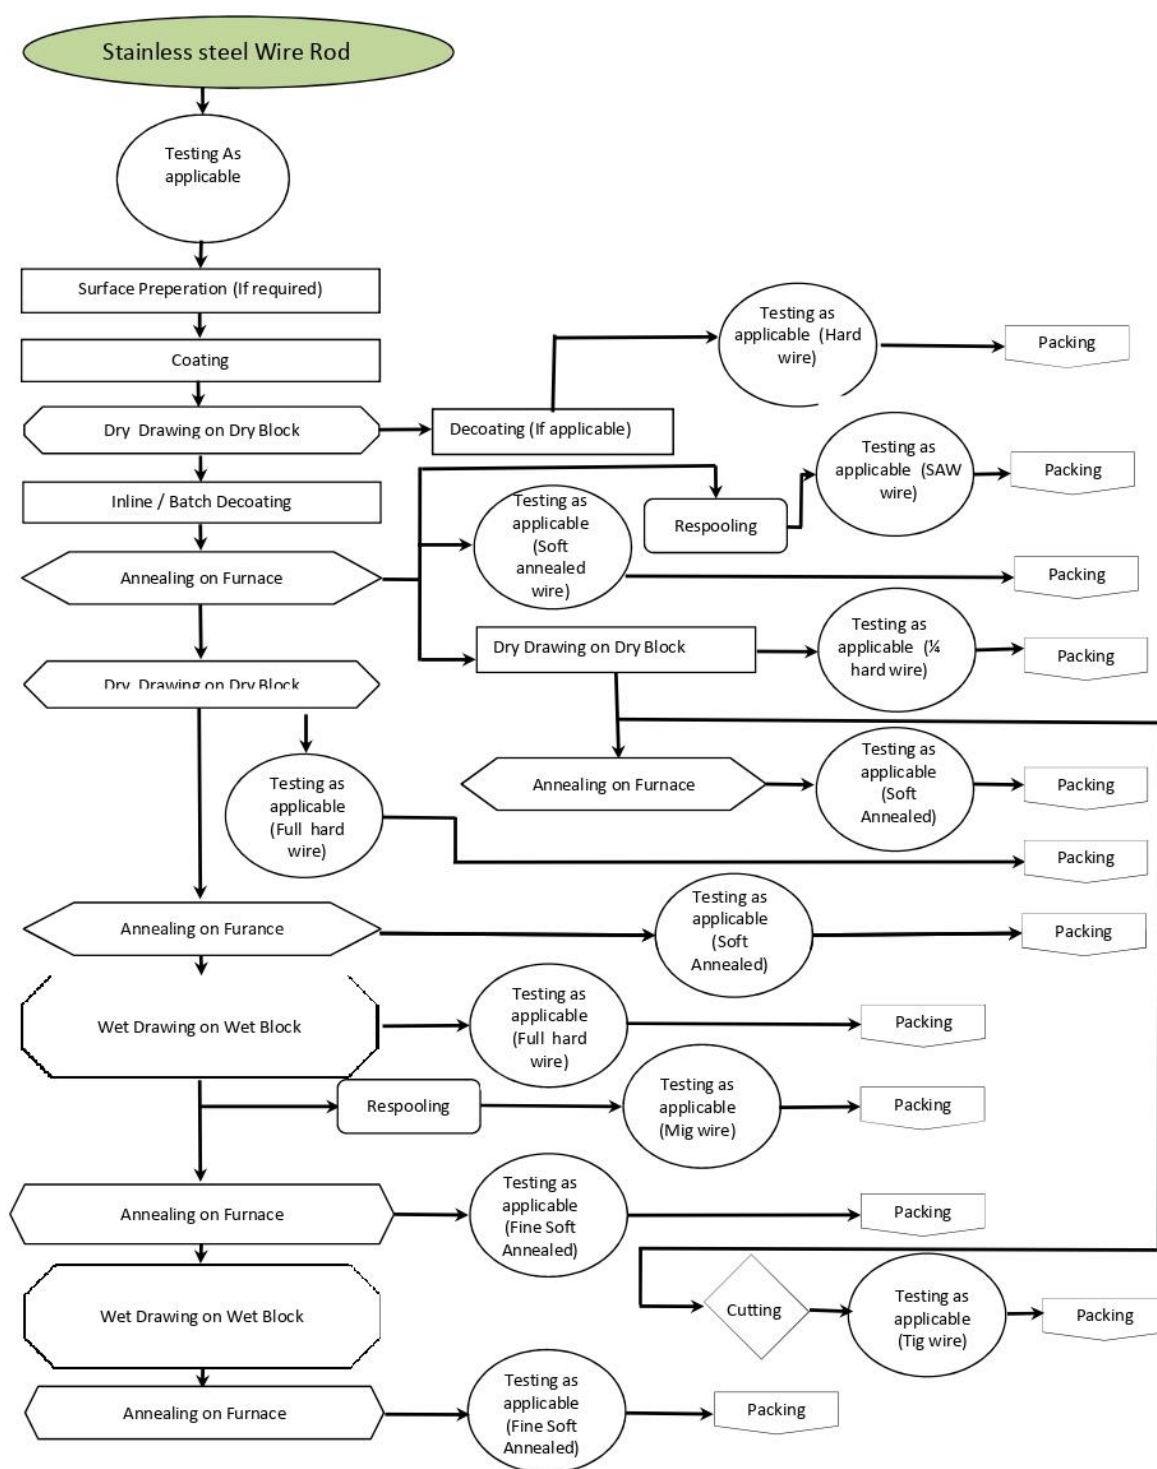 Stainless steel Wire Rod
Testing As
applicable
Surface Preperation (If required)
Coating
Dry Drawing on Dry Block
Decoating (If applicable)
Testing as
applicable (Hard
wire)
Packing
Inline / Batch Decoating
Respooling
Testing as
applicable (SAW
wire)
Packing
Annealing on Furnace
Testing as
applicable
(Soft
annealed
wire)
Packing
Dry Drawing on Dry Block
Testing as
applicable (¼
hard wire)
Packing
Dry Drawing on Dry Block
Annealing on Furnace
Testing as
applicable
(Soft
Annealed)
Packing
Testing as
applicable
(Full hard
wire)
Packing
Annealing on Furance
Testing as
applicable
(Soft
Annealed)
Packing
Wet Drawing on Wet Block
Testing as
applicable
(Full hard
wire)
Packing
Respooling
Testing as
applicable
(Mig wire)
Packing
Annealing on Furnace
Testing as
applicable
(Fine Soft
Annealed)
Packing
Wet Drawing on Wet Block
Cutting
Testing as
applicable
(Tig wire)
Packing
Annealing on Furnace
Testing as
applicable
(Fine Soft
Annealed)
Packing